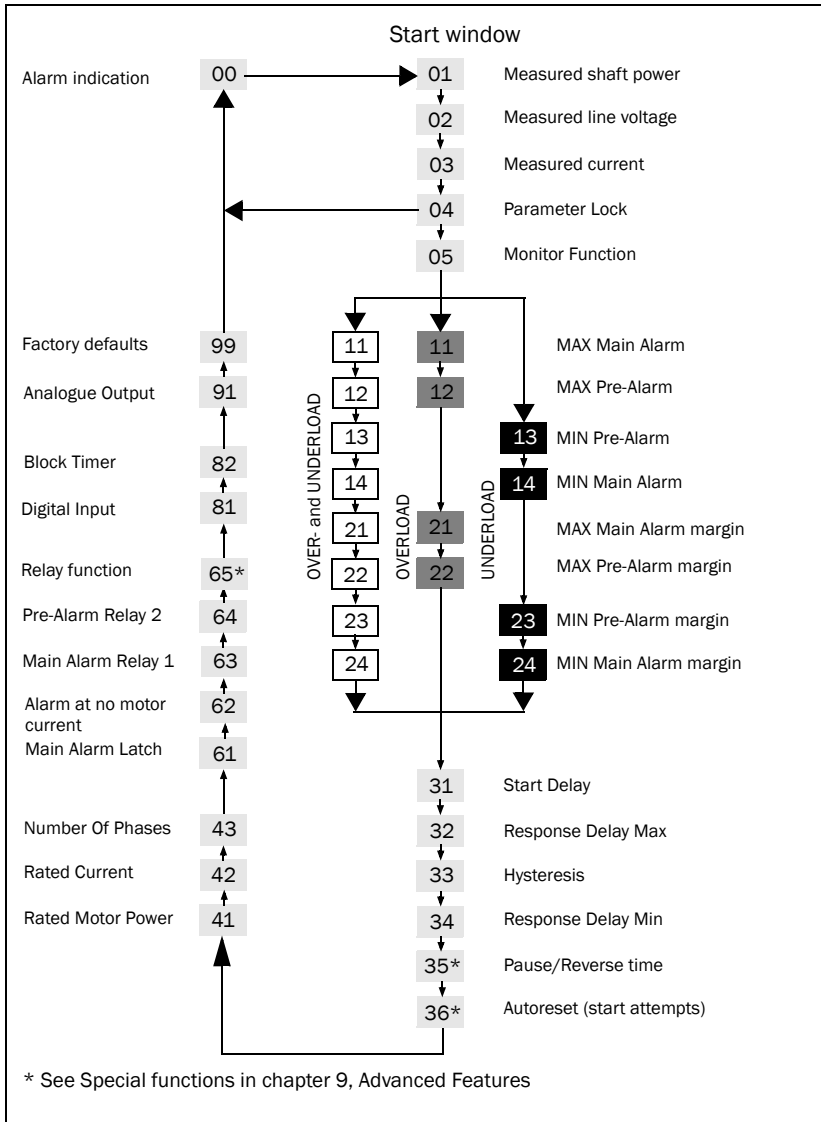 Start window
Alarm indication 00 01 Measured shaft power
02 Measured line voltage
03 Measured current
04 Parameter Lock
05 Monitor Function
Factory defaults 99 11 11 MAX Main Alarm
Analogue Output 91 12 12 MAX Pre-Alarm
13 13 MIN Pre-Alarm
Block Timer 82 14 14 MIN Main Alarm
OVER- and UNDERLOAD
OVERLOAD
UNDERLOAD
Digital Input 81 21 21 MAX Main Alarm margin
Relay function 65* 22 22 MAX Pre-Alarm margin
Pre-Alarm Relay 2 64 23 23 MIN Pre-Alarm margin
Main Alarm Relay 1 63 24 24 MIN Main Alarm margin
Alarm at no motor 62
current
Main Alarm Latch 61
31 Start Delay
Number Of Phases 43 32 Response Delay Max
Rated Current 42 33 Hysteresis
Rated Motor Power 41 34 Response Delay Min
35* Pause/Reverse time
36* Autoreset (start attempts)
* See Special functions in chapter 9, Advanced Features